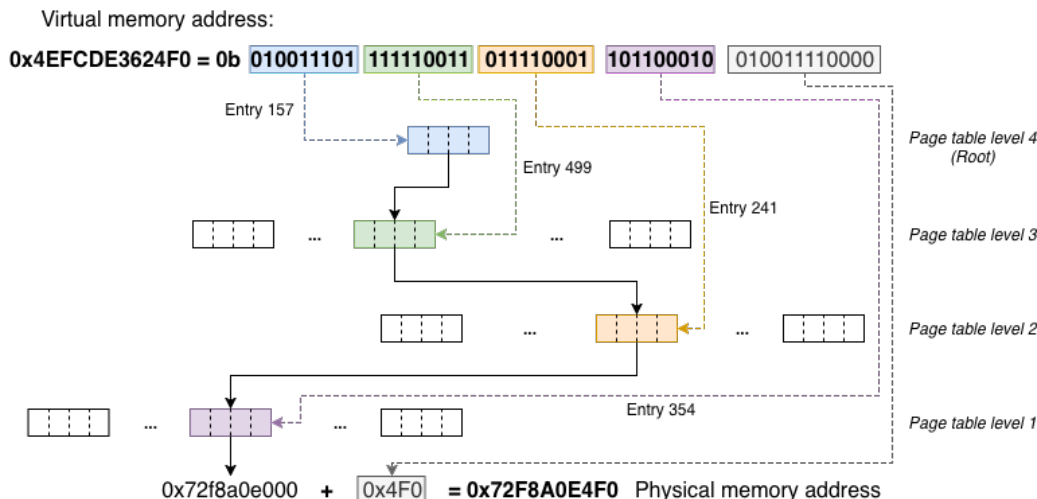 Virtual memory address:
0x4EFCDE3624F0 = 0b 010011101 111110011 011110001 101100010 010011110000
Entry 157
Page table level 4
(Root)
Entry 499
Entry 241
... ... Page table level 3
... ... Page table level 2
Entry 354
... ... Page table level 1
0x72f8a0e000 + 0x4F0 = 0x72F8A0E4F0 Physical memory address